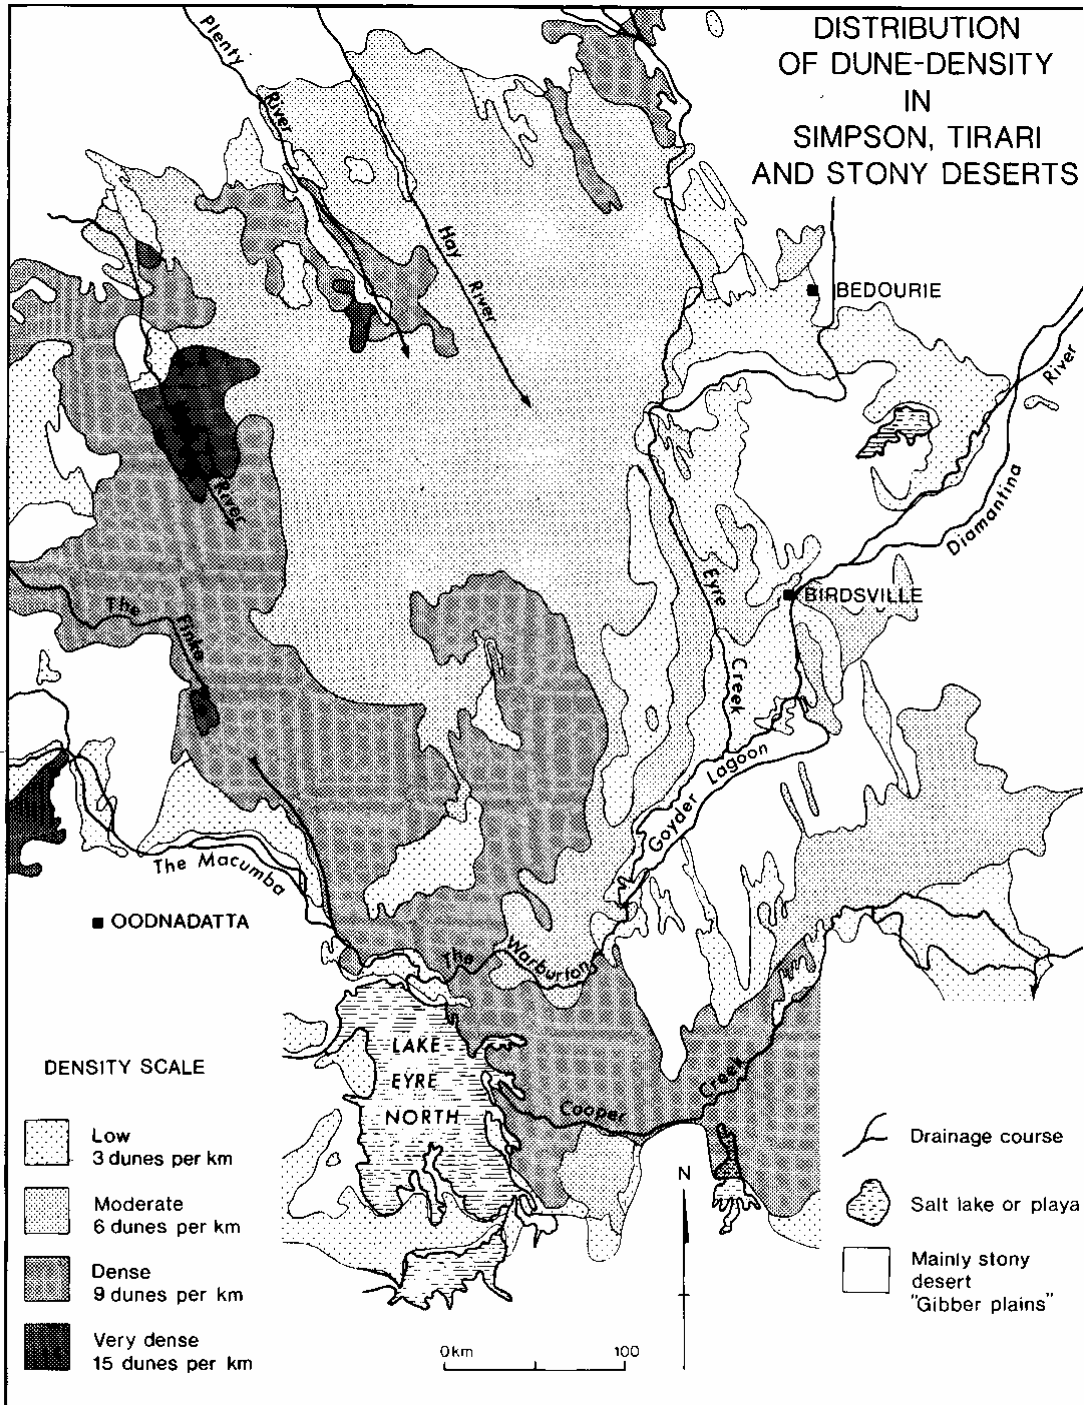 DISTRIBUTION
OF DUNE-DENSITY
IN
SIMPSON, TIRARI
AND STONY DESERTS
Plenty
River
Hay
River
BEDOURIE
River
Diamantina
River
The
Finke
Eyre
Creek
BIRDSVILLE
Goyder Lagoon
The Macumba
OODNADATTA
The Warburton
LAKE
EYRE
NORTH
Cooper
Creek
DENSITY SCALE
Low
3 dunes per km
Moderate
6 dunes per km
Dense
9 dunes per km
Very dense
15 dunes per km
N
0km 100
Drainage course
Salt lake or playa
Mainly stony
desert
"Gibber plains"